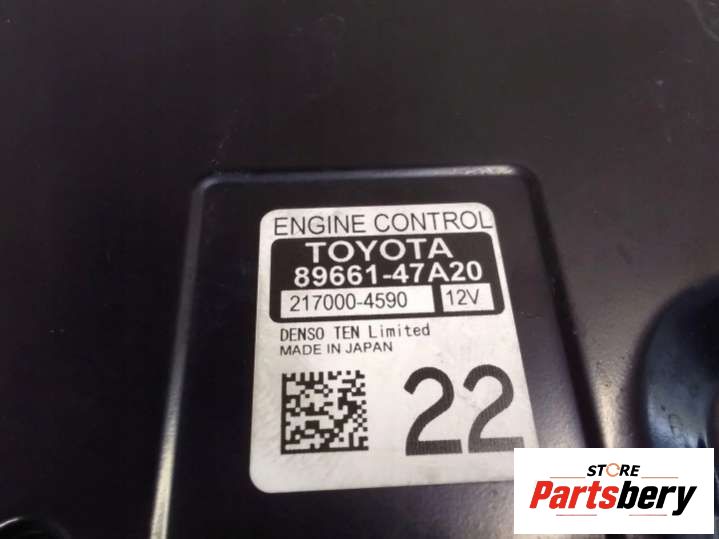 ENGINE CONTROL
TOYOTA
89661-47A20
217000-4590 12V
DENSO TEN Limited
MADE IN JAPAN
22
STORE
Partsbery